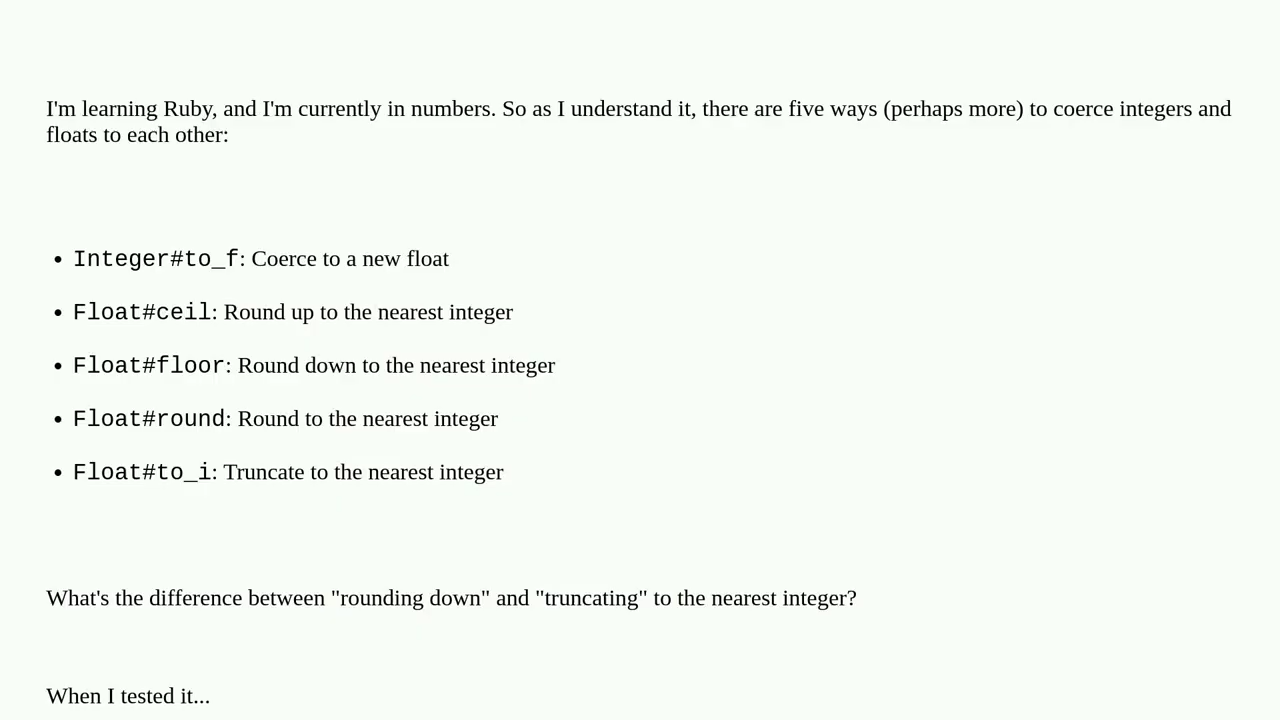 I'm learning Ruby, and I'm currently in numbers. So as I understand it, there are five ways (perhaps more) to coerce integers and
floats to each other:
• Integer#to_f: Coerce to a new float
• Float#ceil: Round up to the nearest integer
• Float#floor: Round down to the nearest integer
• Float#round: Round to the nearest integer
• Float#to_i: Truncate to the nearest integer
What's the difference between "rounding down" and "truncating" to the nearest integer?
When I tested it...